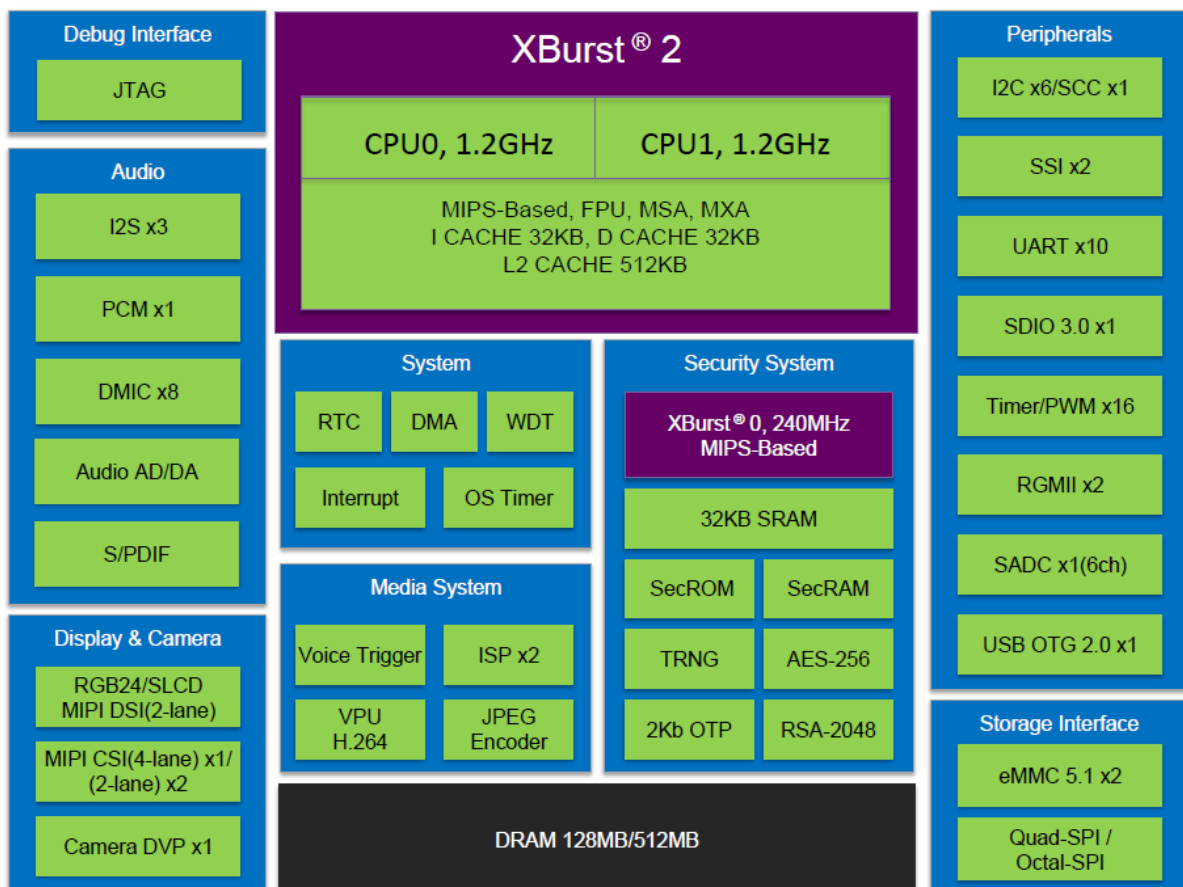 Debug Interface
JTAG
Audio
I2S x3
PCM x1
DMIC x8
Audio AD/DA
S/PDIF
Display & Camera
RGB24/SLCD
MIPI DSI(2-lane)
MIPI CSI(4-lane) x1/
(2-lane) x2
Camera DVP x1
XBurst® 2
CPU0, 1.2GHz
CPU1, 1.2GHz
MIPS-Based, FPU, MSA, MXA
I CACHE 32KB, D CACHE 32KB
L2 CACHE 512KB
System
RTC
DMA
WDT
Interrupt
OS Timer
Media System
Voice Trigger
ISP x2
VPU
H.264
JPEG
Encoder
Security System
XBurst® 0, 240MHz
MIPS-Based
32KB SRAM
SecROM
SecRAM
TRNG
AES-256
2Kb OTP
RSA-2048
DRAM 128MB/512MB
Peripherals
I2C x6/SCC x1
SSI x2
UART x10
SDIO 3.0 x1
Timer/PWM x16
RGMII x2
SADC x1(6ch)
USB OTG 2.0 x1
Storage Interface
eMMC 5.1 x2
Quad-SPI /
Octal-SPI